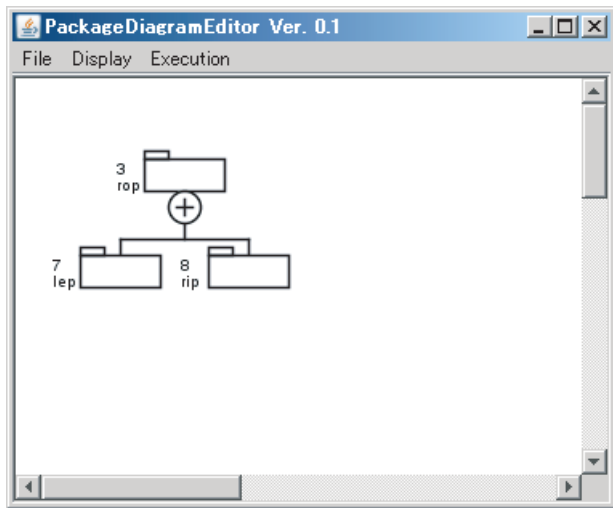 PackageDiagramEditor Ver. 0.1
File Display Execution
3
rop
7
lep
8
rip